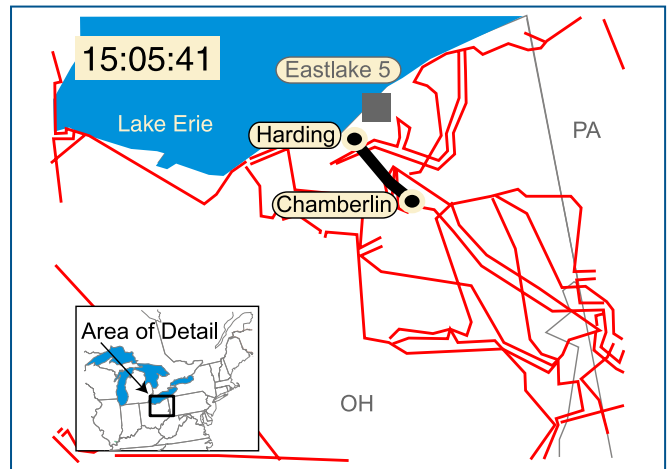 15:05:41
Eastlake 5
Lake Erie
Harding
PA
Chamberlin
Area of Detail
OH